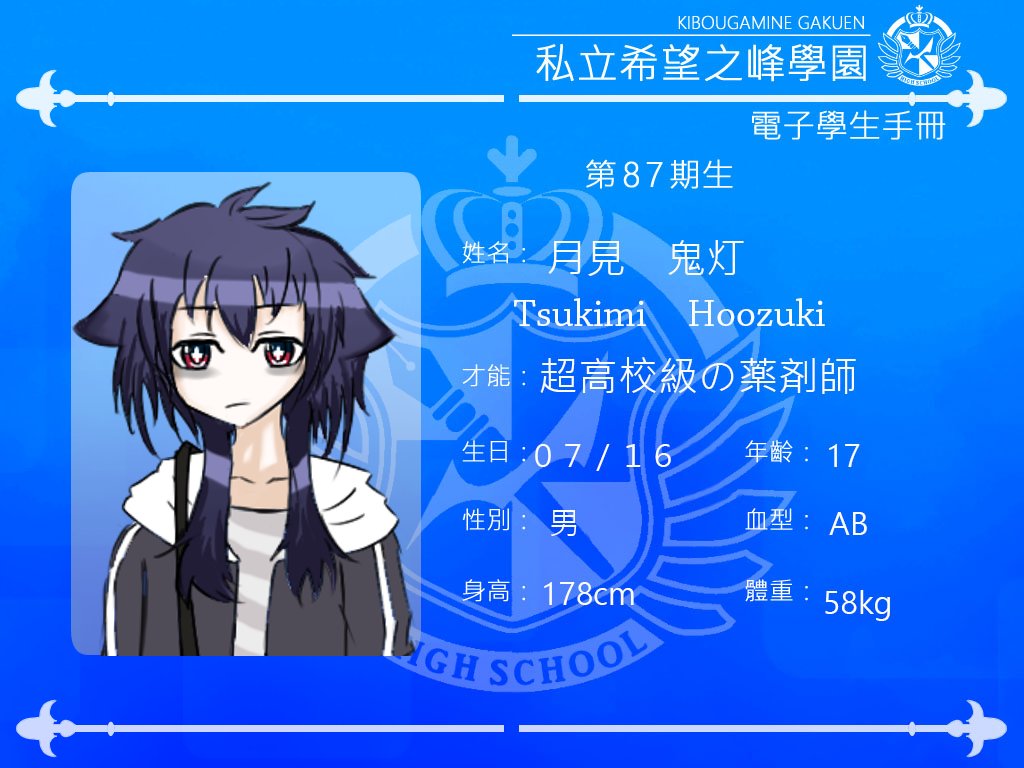 KIBOUGAMINE GAKUEN
私立希望之峰學園
HIGH SCHOOL
電子學生手冊
第87期生
姓名： 月見 鬼灯
Tsukimi Hoozuki
才能： 超高校級の薬剤師
生日：０７/１６ 年齡： 17
性別： 男 血型： AB
身高： 178cm 體重： 58kg
HIGH SCHOOL